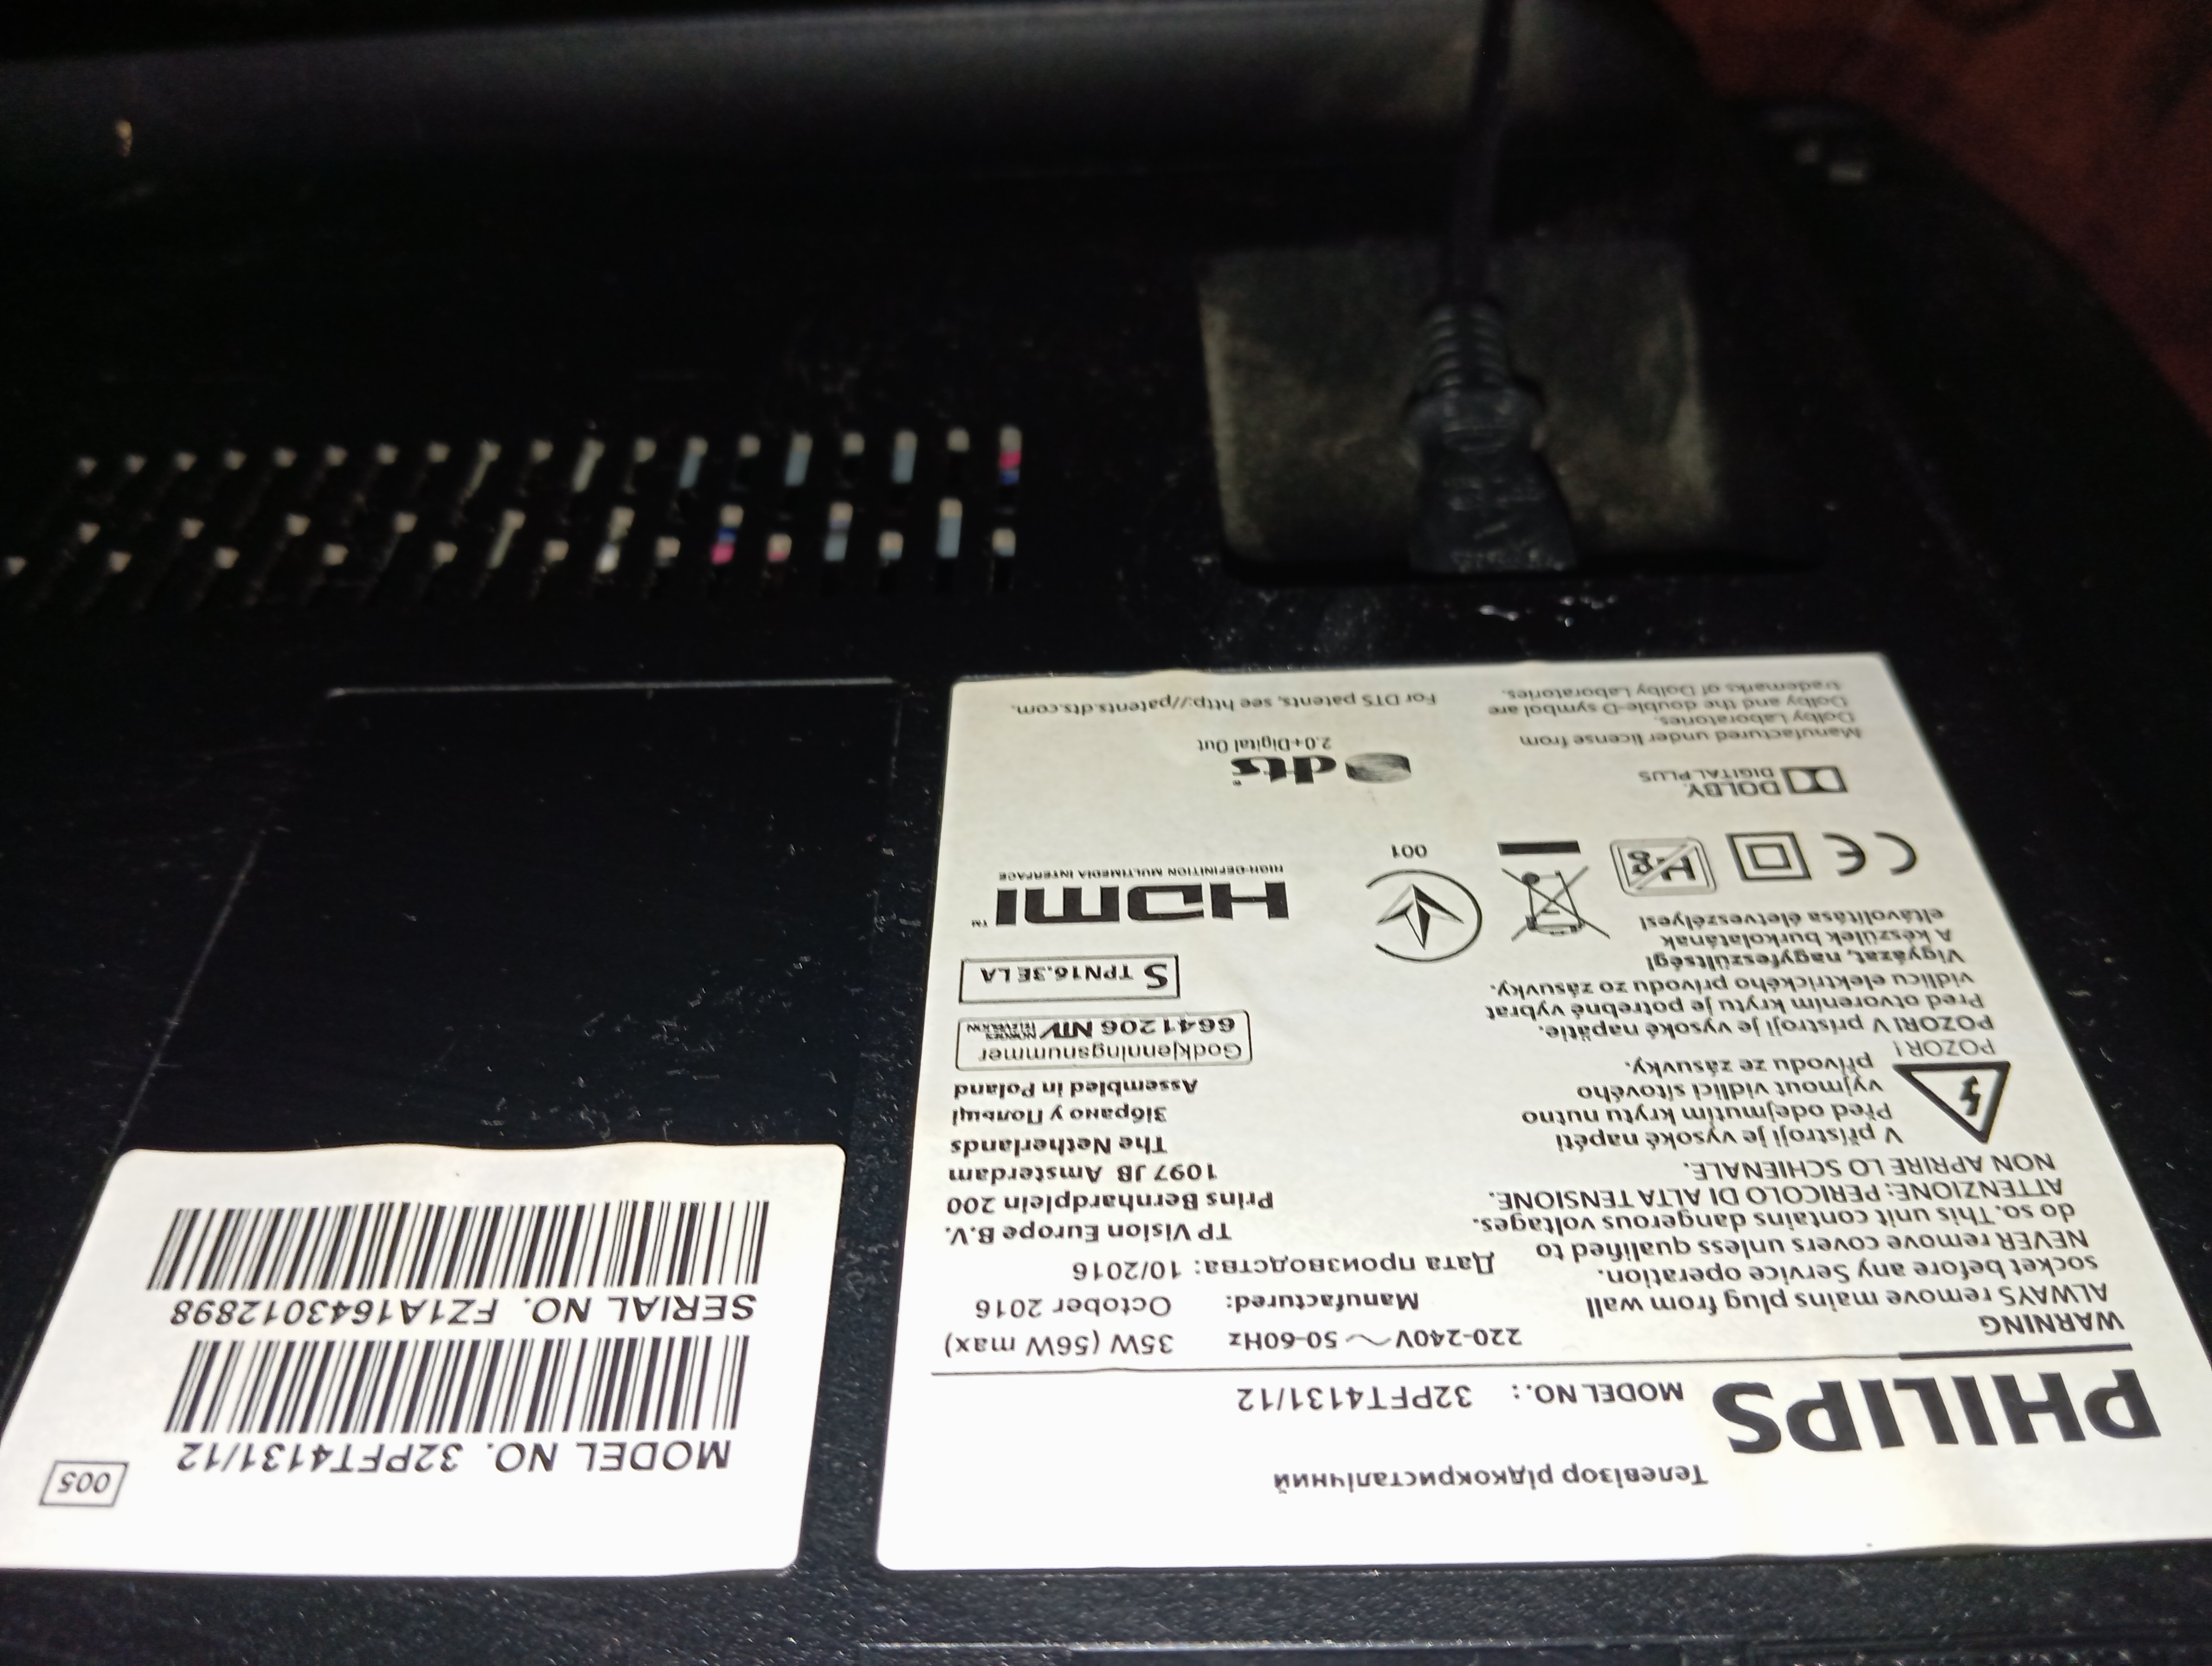 Телевізор рідкокристалічний
PHILIPS
MODEL NO.: 32PFT4131/12
WARNING
ALWAYS remove mains plug from wall
socket before any Service operation.
NEVER remove covers unless qualified to
do so. This unit contains dangerous voltages.
ATTENZIONE: PERICOLO DI ALTA TENSIONE.
NON APRIRE LO SCHIENALE.
V přístroji je vysoké napětí
Před odejmutím krytu nutno
vyjmout vidlici síťového
přívodu ze zásuvky.
POZOR!
POZOR! V prístroji je vysoké napätie.
Pred otvorením krytu je potrebné vybrať
vidlicu elektrického prívodu zo zásuvky.
Vigyázat, nagyfeszültség!
A készülék burkolatának
eltávolítása életveszélyes!
220-240V ~ 50-60Hz 35W (56W max)
Manufactured: October 2016
Дата производства: 10/2016
TP Vision Europe B.V.
Prins Bernhardplein 200
1097 JB Amsterdam
The Netherlands
Зібрано у Польщі
Assembled in Poland
Godkjenningsnummer
6641206 NTV
S TPN16.3E LA
HDMI™
HIGH-DEFINITION MULTIMEDIA INTERFACE
CE
Hg
001
DOLBY
DIGITAL PLUS
Manufactured under license from
Dolby Laboratories.
Dolby and the double-D symbol are
trademarks of Dolby Laboratories.
dts
2.0+Digital Out
For DTS patents, see http://patents.dts.com.
005
MODEL NO. 32PFT4131/12
SERIAL NO. FZ1A1643012898